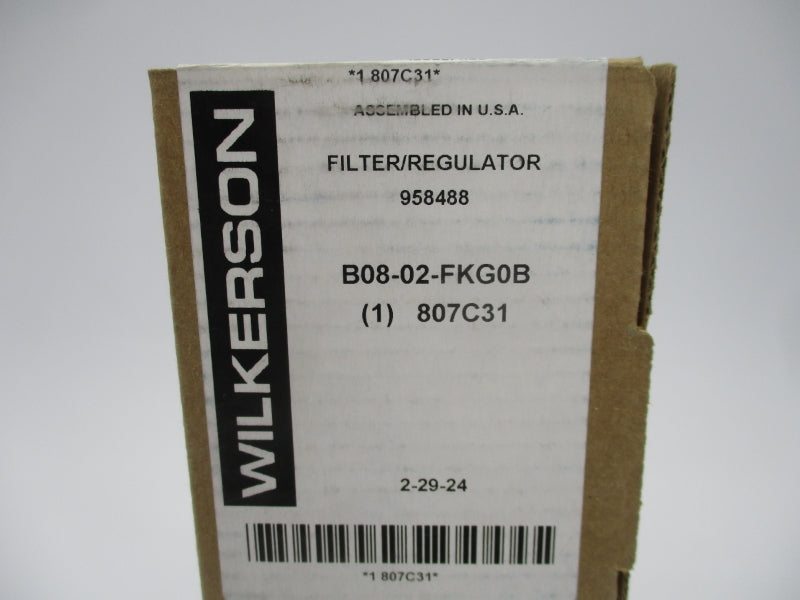 *1 807C31*
ASSEMBLED IN U.S.A.
WILKERSON
FILTER/REGULATOR
958488
B08-02-FKG0B
(1) 807C31
2-29-24
*1 807C31*